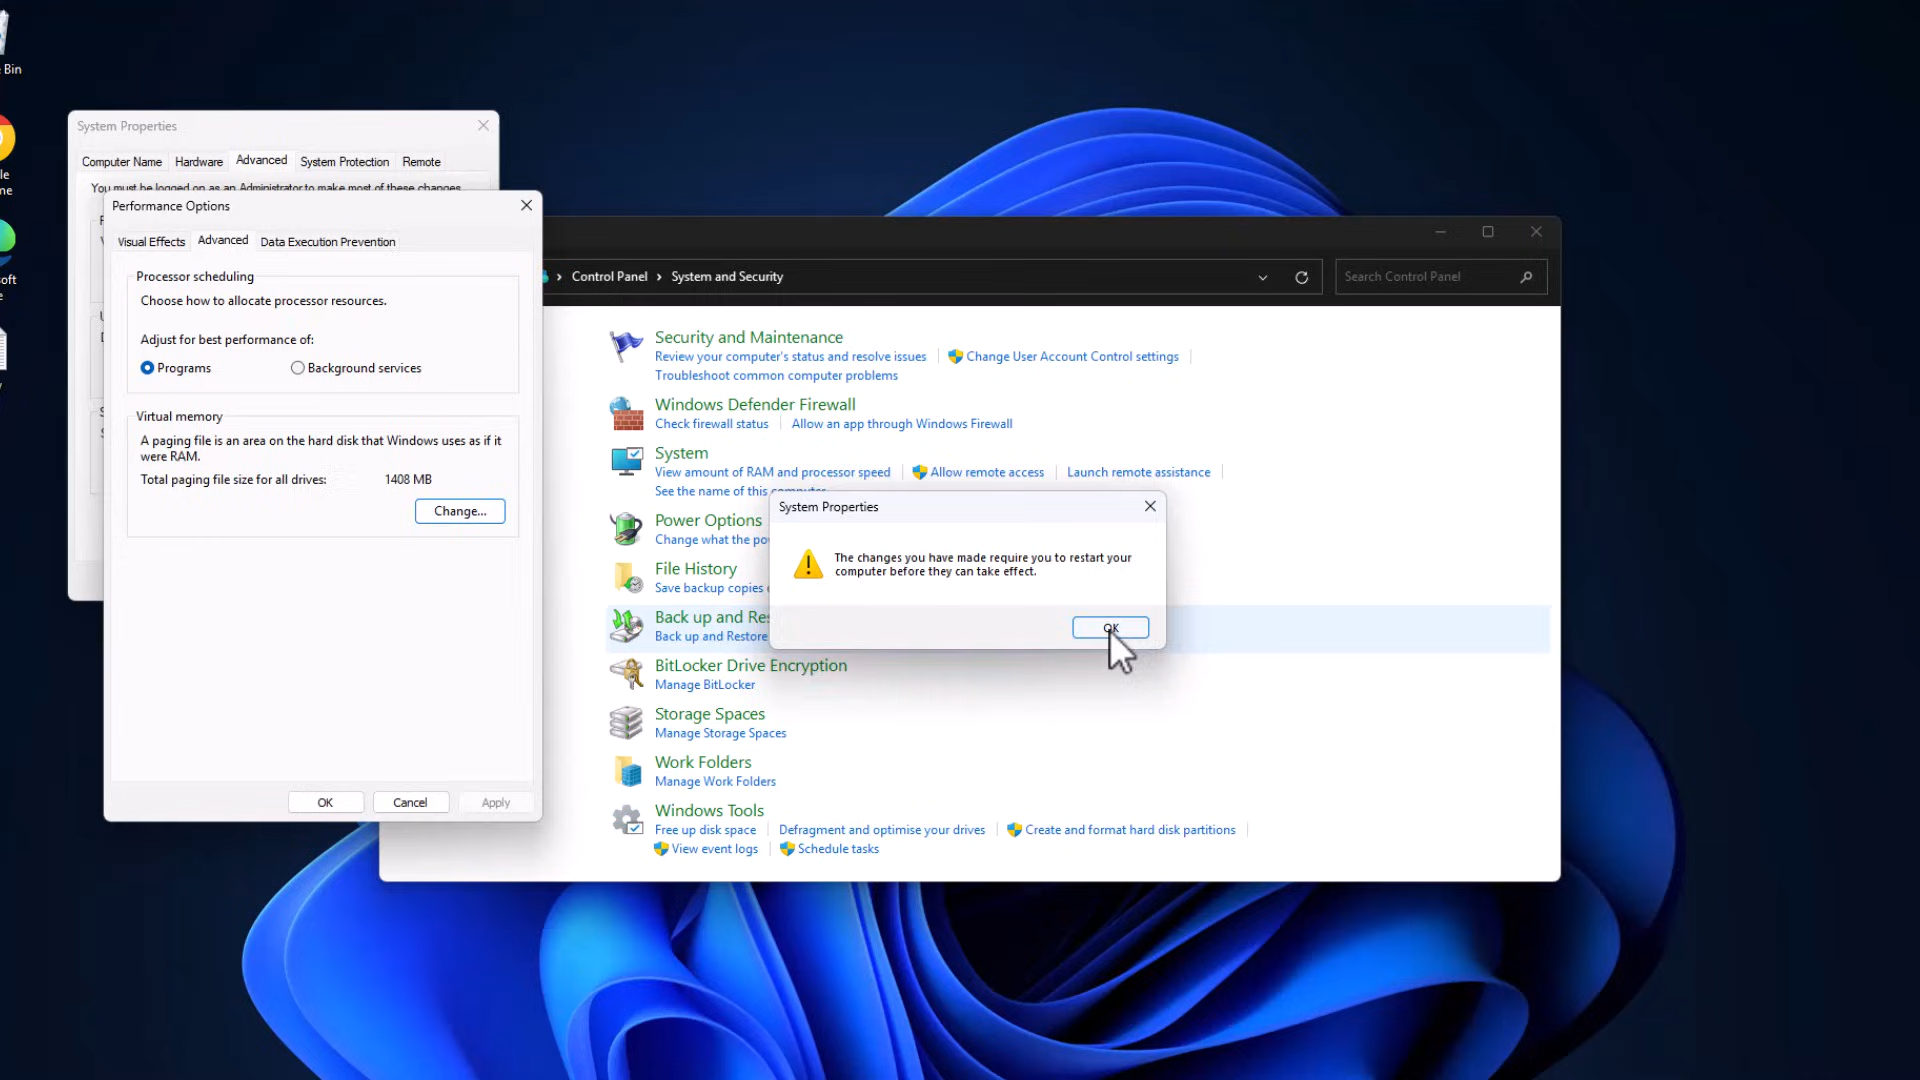 Bin
le
me
soft
e
System Properties
Computer Name Hardware Advanced System Protection Remote
You must be logged on as an Administrator to make most of these changes
Performance Options
Visual Effects Advanced Data Execution Prevention
Processor scheduling
Choose how to allocate processor resources.
Adjust for best performance of:
Programs Background services
Virtual memory
A paging file is an area on the hard disk that Windows uses as if it
were RAM.
Total paging file size for all drives: 1408 MB
Change...
OK Cancel Apply
Control Panel › System and Security
Search Control Panel
Security and Maintenance
Review your computer's status and resolve issues Change User Account Control settings
Troubleshoot common computer problems
Windows Defender Firewall
Check firewall status Allow an app through Windows Firewall
System
View amount of RAM and processor speed Allow remote access Launch remote assistance
See the name of this computer
Power Options
Change what the po
File History
Save backup copies
Back up and Res
Back up and Restore
BitLocker Drive Encryption
Manage BitLocker
Storage Spaces
Manage Storage Spaces
Work Folders
Manage Work Folders
Windows Tools
Free up disk space Defragment and optimise your drives Create and format hard disk partitions
View event logs Schedule tasks
System Properties
The changes you have made require you to restart your
computer before they can take effect.
OK